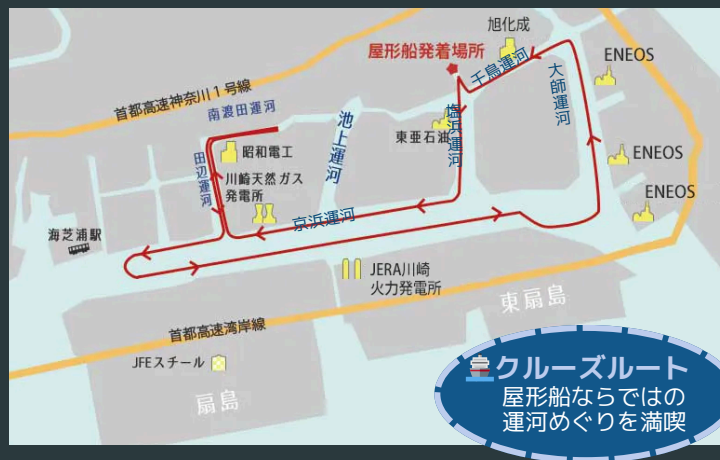 旭化成
屋形船発着場所
ENEOS
千鳥運河
大師運河
首都高速神奈川1号線
南渡田運河
池上運河
塩浜運河
東亜石油
昭和電工
田辺運河
川崎天然ガス
発電所
ENEOS
ENEOS
京浜運河
海芝浦駅
JERA川崎
火力発電所
東扇島
首都高速湾岸線
JFEスチール
扇島
クルーズルート
屋形船ならではの
運河めぐりを満喫